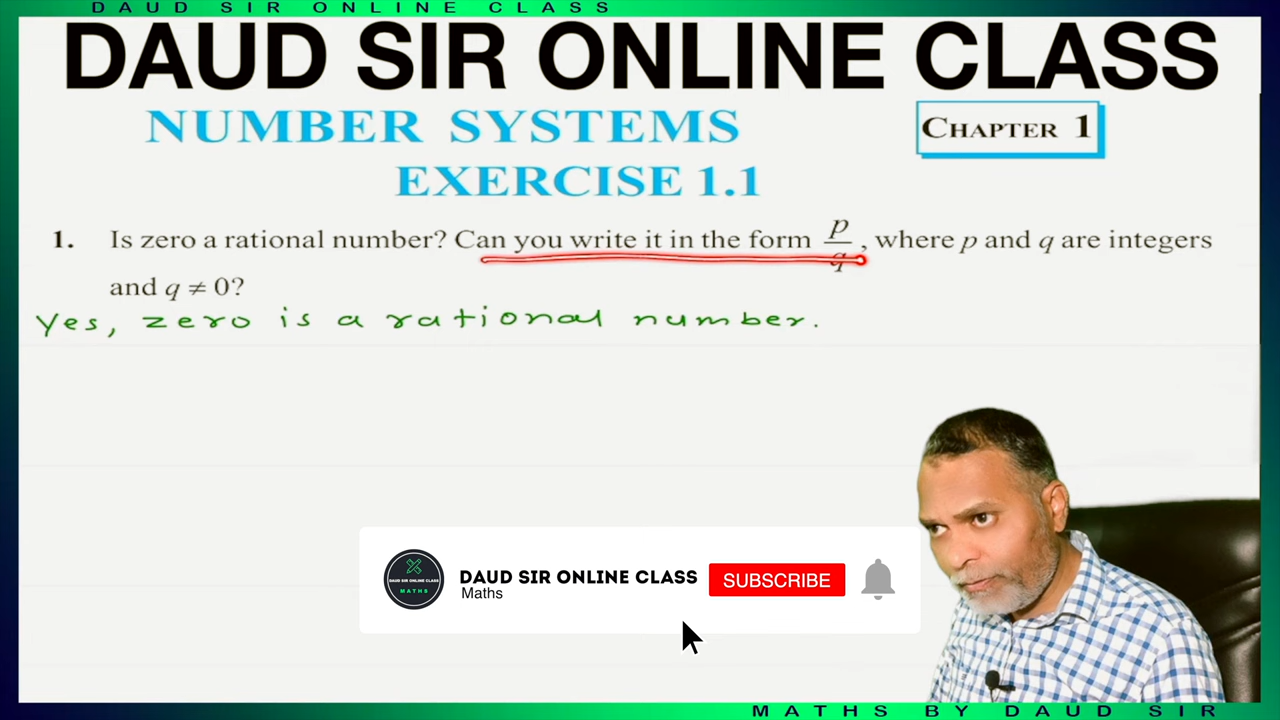 DAUD SIR ONLINE CLASS
DAUD SIR ONLINE CLASS
NUMBER SYSTEMS
CHAPTER 1
EXERCISE 1.1
1. Is zero a rational number? Can you write it in the form p/q, where p and q are integers
and q ≠ 0?
Yes, zero is a rational number.
DAUD SIR ONLINE CLASS
MATHS
DAUD SIR ONLINE CLASS
Maths
SUBSCRIBE
MATHS BY DAUD SIR